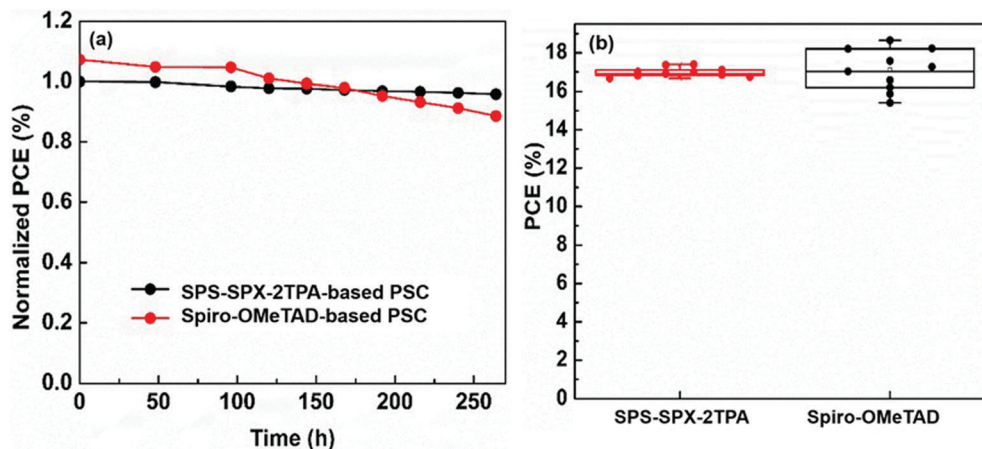 (a)
Normalized PCE (%)
1.2
1.0
0.8
0.6
0.4
0.2
0.0
SPS-SPX-2TPA-based PSC
Spiro-OMeTAD-based PSC
0 50 100 150 200 250
Time (h)
(b)
PCE (%)
18
16
14
12
10
8
6
4
2
0
SPS-SPX-2TPA Spiro-OMeTAD